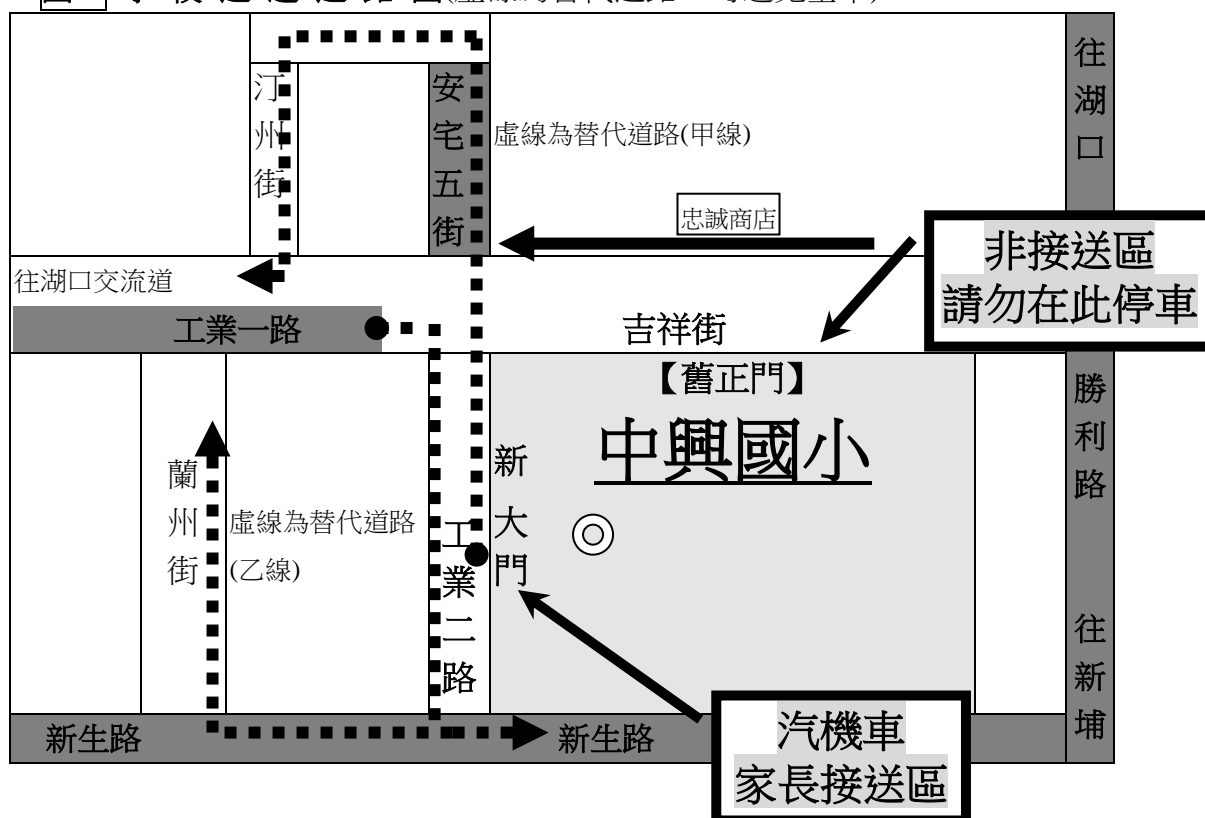 往湖口
汀州街
安宅五街
虛線為替代道路(甲線)
忠誠商店
非接送區
請勿在此停車
往湖口交流道
工業一路
吉祥街
【舊正門】
中興國小
勝利路
新大門
蘭州街
虛線為替代道路
(乙線)
工業二路
往新埔
新生路
新生路
汽機車
家長接送區